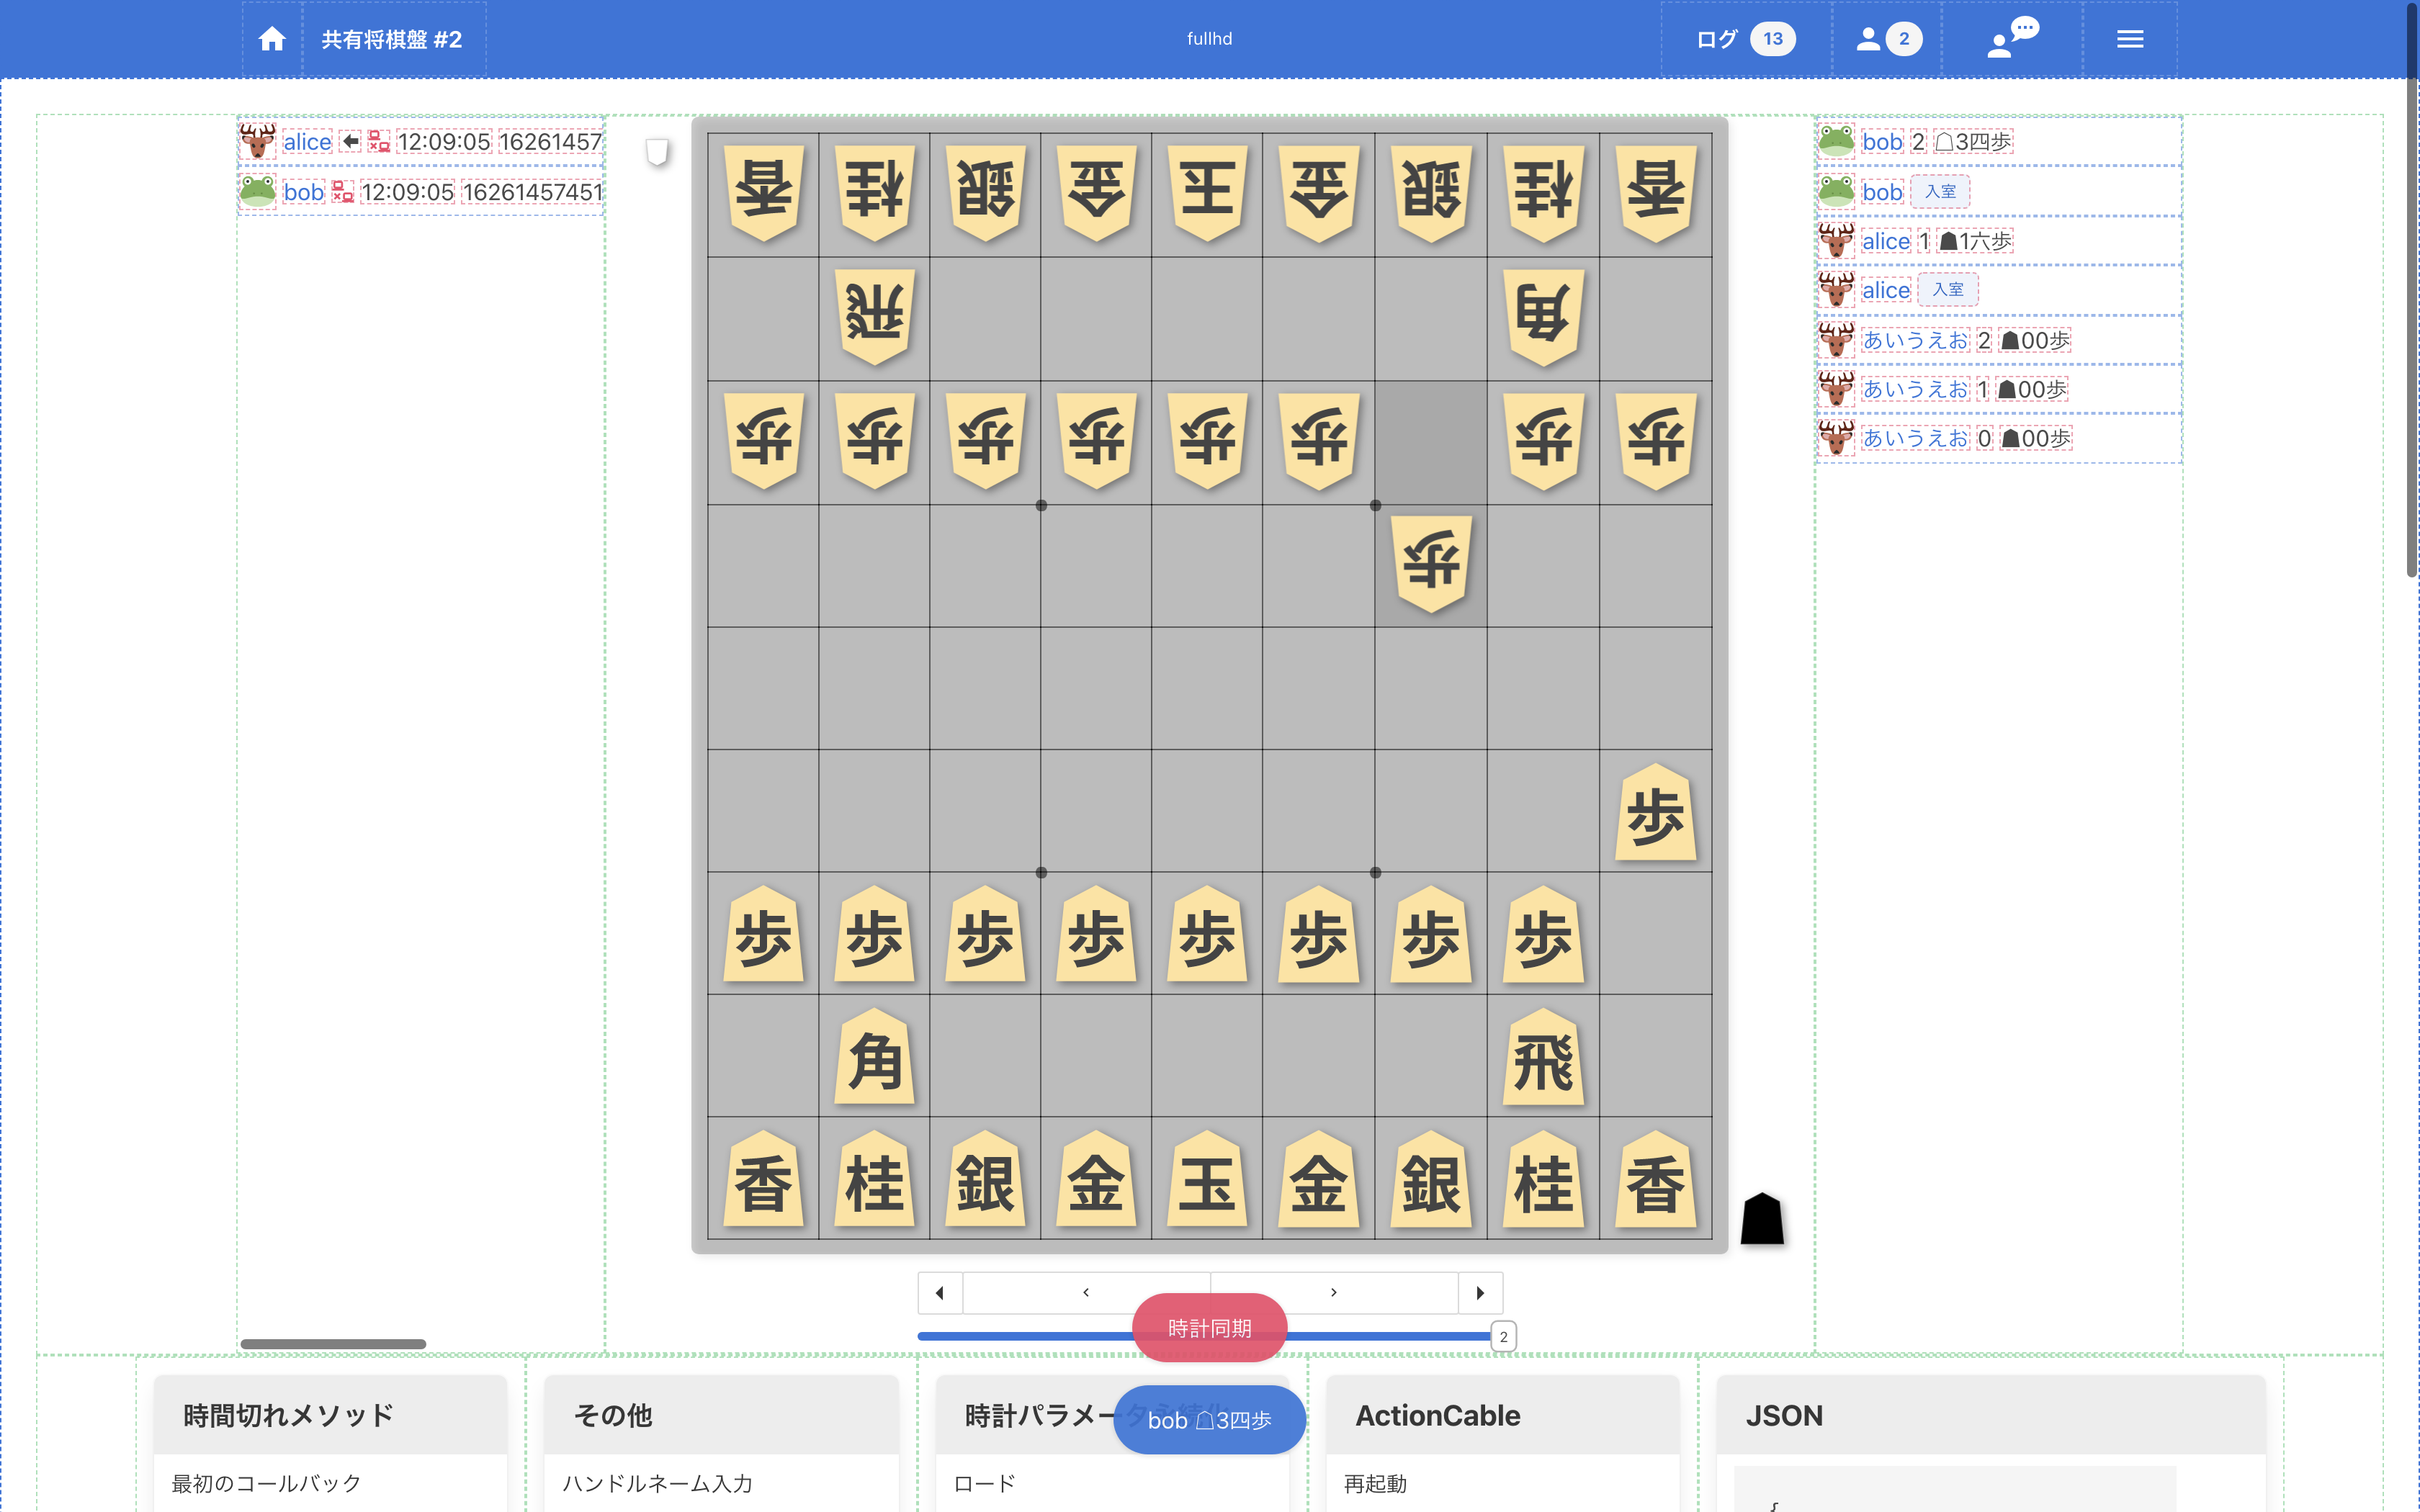 共有将棋盤 #2 fullhd ログ 13 2
alice 12:09:05 16261457
bob 12:09:05 16261457451
bob 2 ☖3四歩
bob 入室
alice 1 ☗1六歩
alice 入室
あいうえお 2 ☗00歩
あいうえお 1 ☗00歩
あいうえお 0 ☗00歩
香 桂 銀 金 玉 金 銀 桂 香
飛 角
歩 歩 歩 歩 歩 歩 歩 歩
歩
歩
歩 歩 歩 歩 歩 歩 歩 歩
角 飛
香 桂 銀 金 玉 金 銀 桂 香
時計同期
2
bob ☖3四歩
時間切れメソッド その他 時計パラメータ ActionCable JSON
最初のコールバック ハンドルネーム入力 ロード 再起動 {